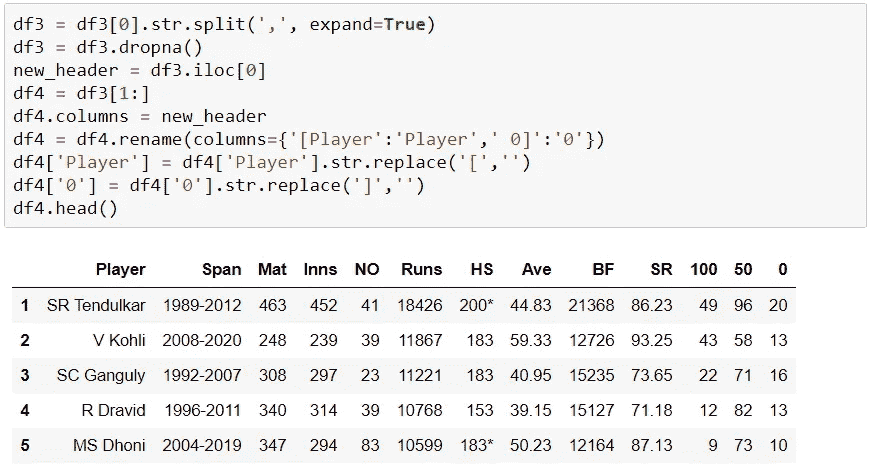 df3 = df3[0].str.split(',', expand=True)
df3 = df3.dropna()
new_header = df3.iloc[0]
df4 = df3[1:]
df4.columns = new_header
df4 = df4.rename(columns={'[Player':'Player',' 0]':'0'})
df4['Player'] = df4['Player'].str.replace('[','')
df4['0'] = df4['0'].str.replace(']','')
df4.head()
Player Span Mat Inns NO Runs HS Ave BF SR 100 50 0
1 SR Tendulkar 1989-2012 463 452 41 18426 200* 44.83 21368 86.23 49 96 20
2 V Kohli 2008-2020 248 239 39 11867 183 59.33 12726 93.25 43 58 13
3 SC Ganguly 1992-2007 308 297 23 11221 183 40.95 15235 73.65 22 71 16
4 R Dravid 1996-2011 340 314 39 10768 153 39.15 15127 71.18 12 82 13
5 MS Dhoni 2004-2019 347 294 83 10599 183* 50.23 12164 87.13 9 73 10